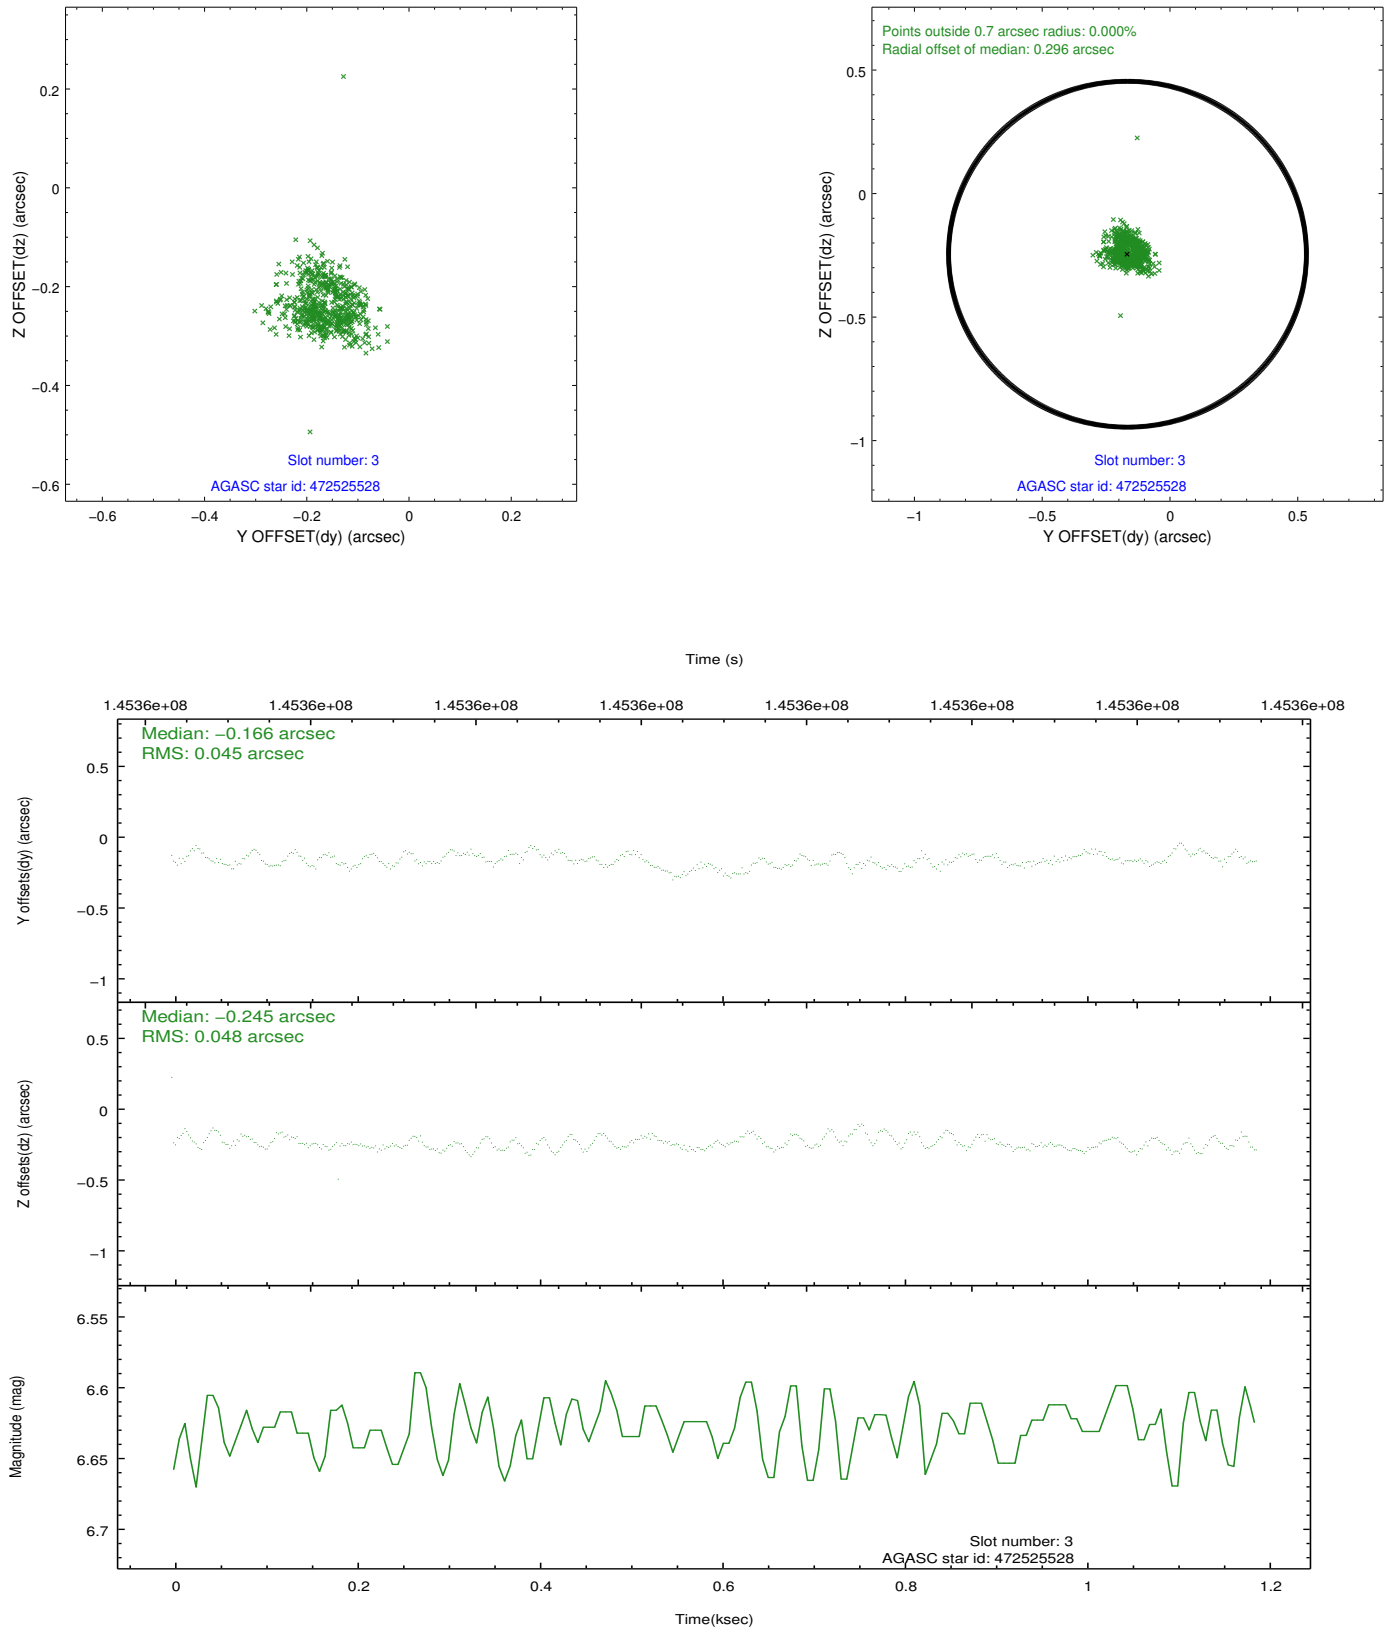 0.2
0
−0.2
−0.4
−0.6
Z OFFSET(dz) (arcsec)
Slot number: 3
AGASC star id: 472525528
−0.6
−0.4
−0.2
0
0.2
Y OFFSET(dy) (arcsec)
Points outside 0.7 arcsec radius: 0.000%
Radial offset of median: 0.296 arcsec
0.5
0
−0.5
−1
Z OFFSET(dz) (arcsec)
Slot number: 3
AGASC star id: 472525528
−1
−0.5
0
0.5
Y OFFSET(dy) (arcsec)
Time (s)
1.4536e+08 1.4536e+08 1.4536e+08 1.4536e+08 1.4536e+08 1.4536e+08 1.4536e+08 1.4536e+08
Median: −0.166 arcsec
RMS: 0.045 arcsec
0.5
0
−0.5
−1
Y offsets(dy) (arcsec)
Median: −0.245 arcsec
RMS: 0.048 arcsec
0.5
0
−0.5
−1
Z offsets(dz) (arcsec)
6.55
6.6
6.65
6.7
Magnitude (mag)
Slot number: 3
AGASC star id: 472525528
0 0.2 0.4 0.6 0.8 1 1.2
Time(ksec)